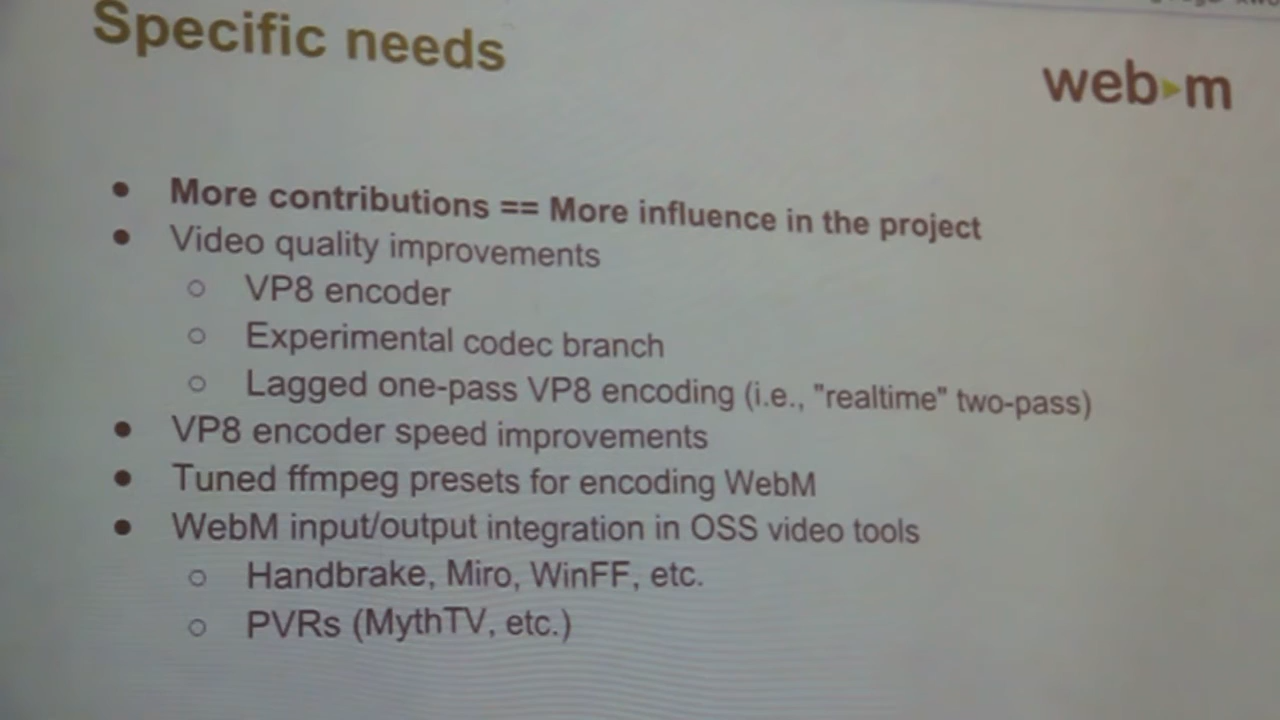 Specific needs
web▸m
● More contributions == More influence in the project
● Video quality improvements
○ VP8 encoder
○ Experimental codec branch
○ Lagged one-pass VP8 encoding (i.e., "realtime" two-pass)
● VP8 encoder speed improvements
● Tuned ffmpeg presets for encoding WebM
● WebM input/output integration in OSS video tools
○ Handbrake, Miro, WinFF, etc.
○ PVRs (MythTV, etc.)